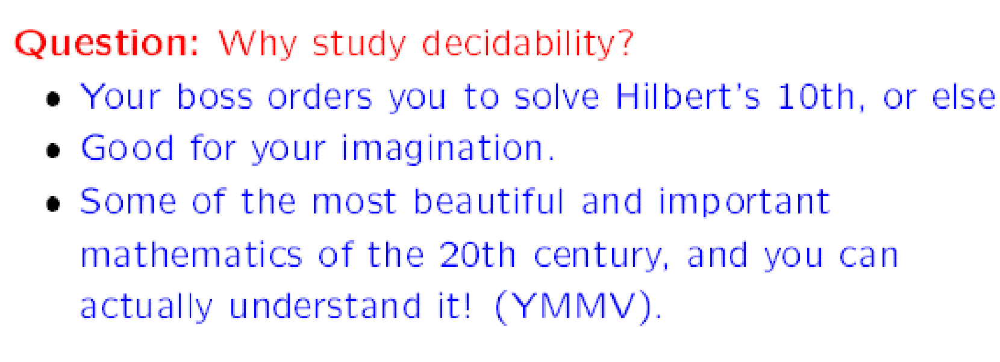 Question: Why study decidability?
• Your boss orders you to solve Hilbert's 10th, or else
• Good for your imagination.
• Some of the most beautiful and important
mathematics of the 20th century, and you can
actually understand it! (YMMV).